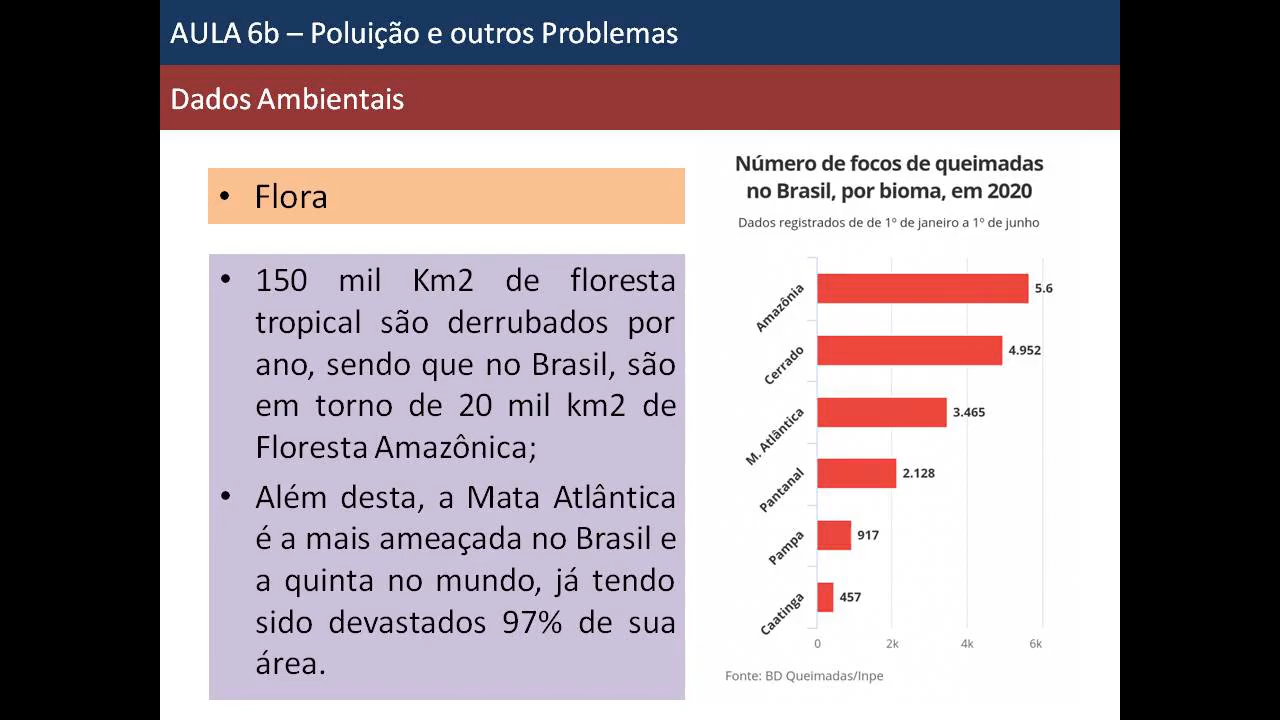 AULA 6b – Poluição e outros Problemas
Dados Ambientais
• Flora
• 150 mil Km2 de floresta
tropical são derrubados por
ano, sendo que no Brasil, são
em torno de 20 mil km2 de
Floresta Amazônica;
• Além desta, a Mata Atlântica
é a mais ameaçada no Brasil e
a quinta no mundo, já tendo
sido devastados 97% de sua
área.
Número de focos de queimadas
no Brasil, por bioma, em 2020
Dados registrados de de 1º de janeiro a 1º de junho
Amazônia 5.6
Cerrado 4.952
M. Atlântica 3.465
Pantanal 2.128
Pampa 917
Caatinga 457
0 2k 4k 6k
Fonte: BD Queimadas/Inpe